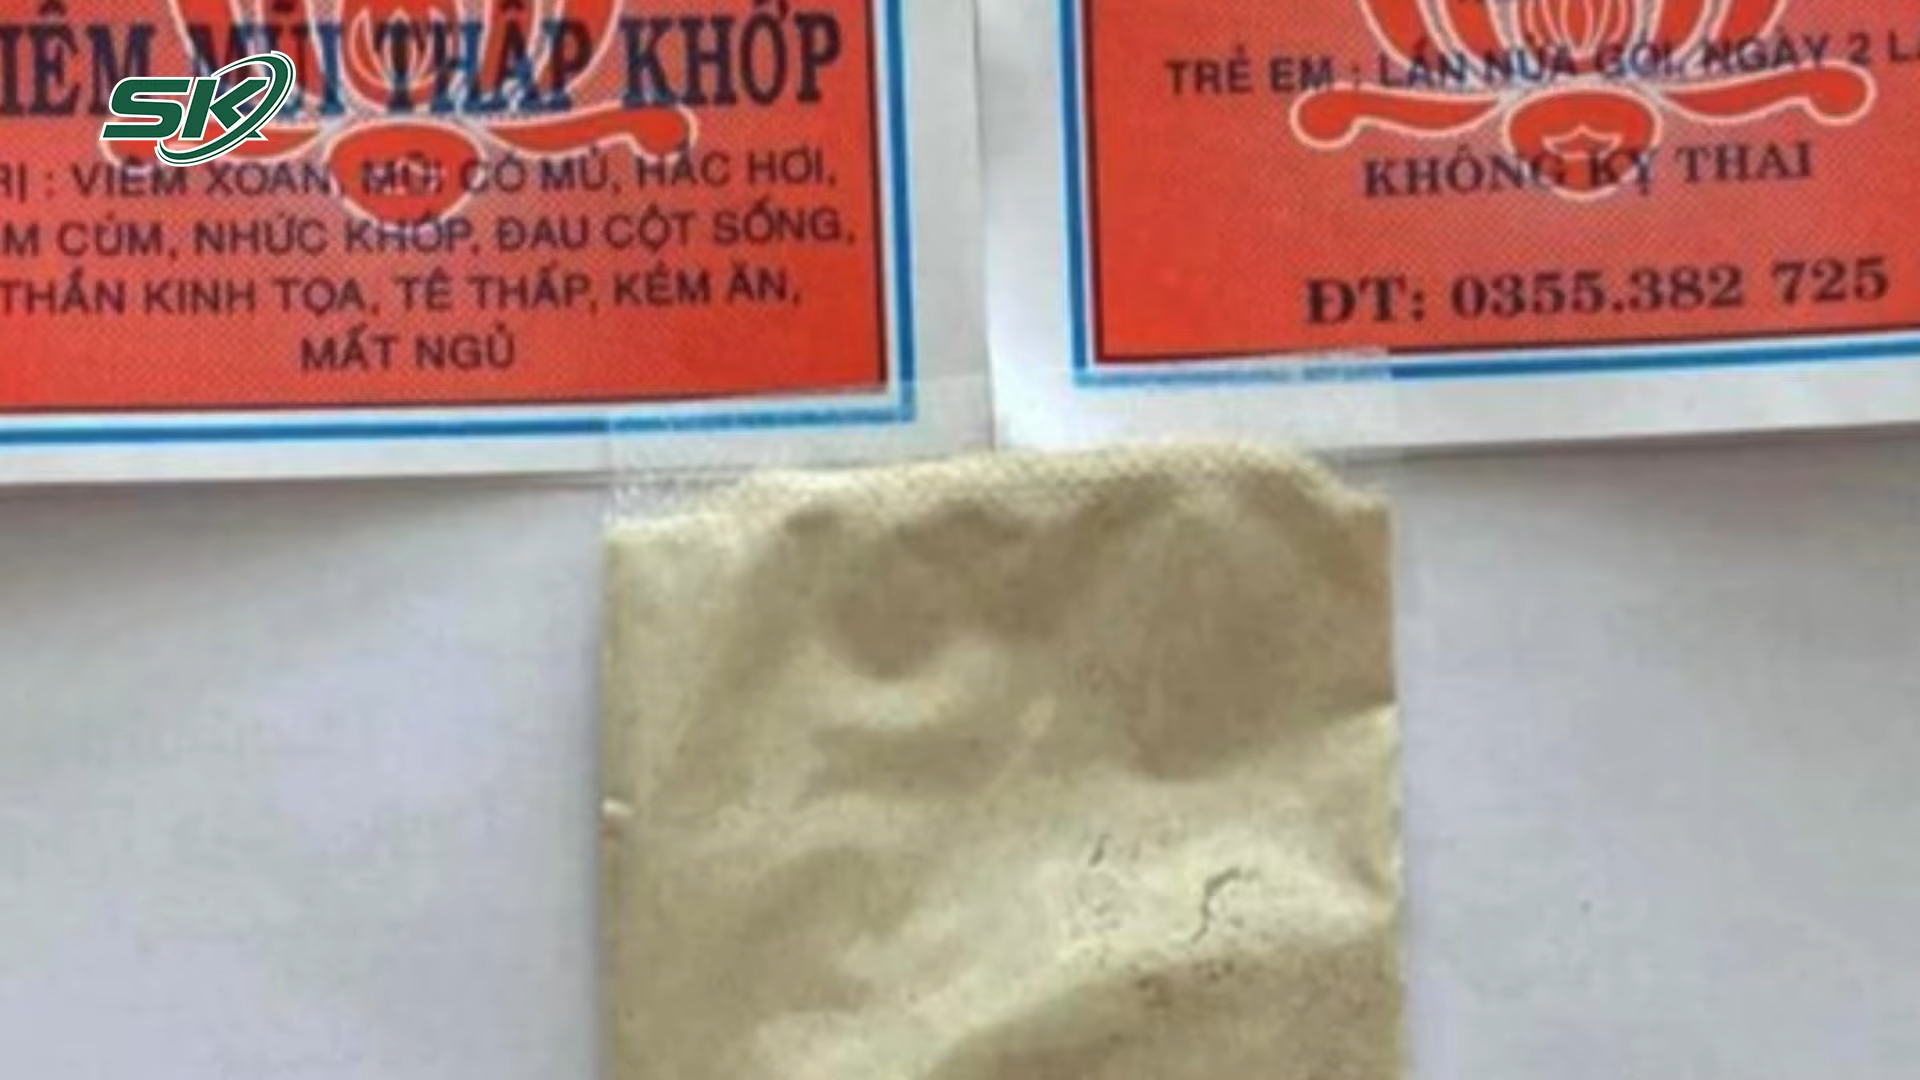 IÊM MŨI THẤP KHỚP
SK
RỊ : VIÊM XOAN, MŨI CÓ MỦ, HẮC HƠI,
M CÚM, NHỨC KHỚP, ĐAU CỘT SỐNG,
THẦN KINH TỌA, TÊ THẤP, KÉM ĂN,
MẤT NGỦ
TRẺ EM : LẦN NỬA GÓI. NGÀY 2 L
KHÔNG KỴ THAI
ĐT: 0355.382 725